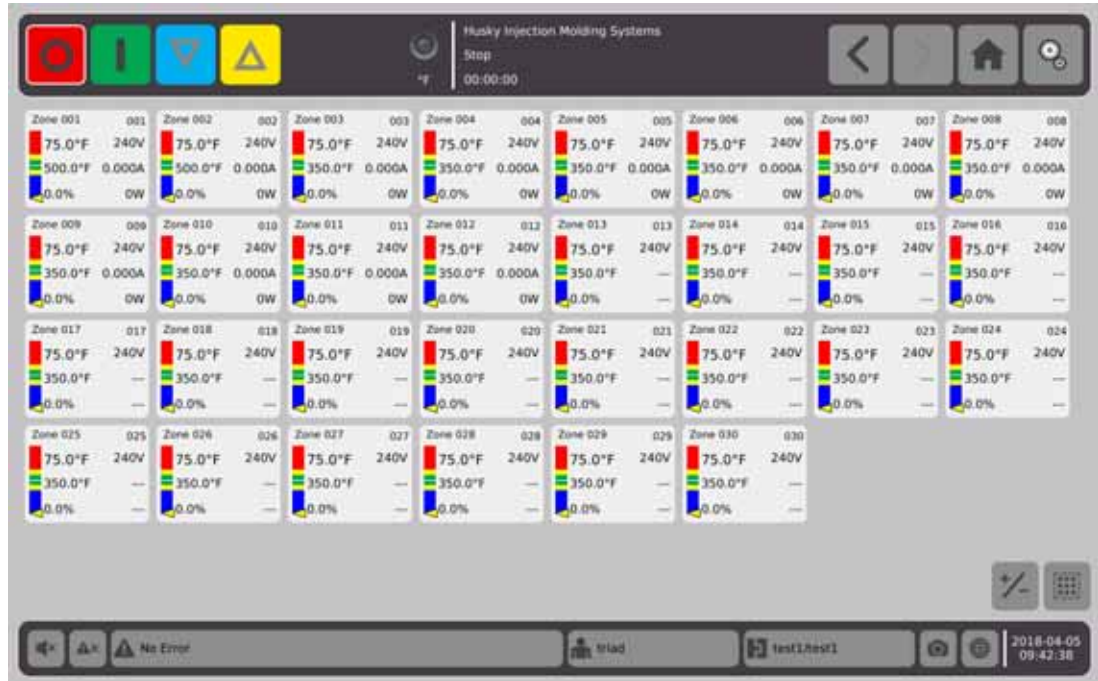 Husky Injection Molding Systems
Stop
°F 00:00:00
Zone 001 001 Zone 002 002 Zone 003 003 Zone 004 004 Zone 005 005 Zone 006 006 Zone 007 007 Zone 008 008
75.0°F 240V 75.0°F 240V 75.0°F 240V 75.0°F 240V 75.0°F 240V 75.0°F 240V 75.0°F 240V 75.0°F 240V
500.0°F 0.000A 500.0°F 0.000A 350.0°F 0.000A 350.0°F 0.000A 350.0°F 0.000A 350.0°F 0.000A 350.0°F 0.000A 350.0°F 0.000A
0.0% 0W 0.0% 0W 0.0% 0W 0.0% 0W 0.0% 0W 0.0% 0W 0.0% 0W 0.0% 0W
Zone 009 009 Zone 010 010 Zone 011 011 Zone 012 012 Zone 013 013 Zone 014 014 Zone 015 015 Zone 016 016
75.0°F 240V 75.0°F 240V 75.0°F 240V 75.0°F 240V 75.0°F 240V 75.0°F 240V 75.0°F 240V 75.0°F 240V
350.0°F 0.000A 350.0°F 0.000A 350.0°F 0.000A 350.0°F 0.000A 350.0°F --- 350.0°F --- 350.0°F --- 350.0°F ---
0.0% 0W 0.0% 0W 0.0% 0W 0.0% 0W 0.0% --- 0.0% --- 0.0% --- 0.0% ---
Zone 017 017 Zone 018 018 Zone 019 019 Zone 020 020 Zone 021 021 Zone 022 022 Zone 023 023 Zone 024 024
75.0°F 240V 75.0°F 240V 75.0°F 240V 75.0°F 240V 75.0°F 240V 75.0°F 240V 75.0°F 240V 75.0°F 240V
350.0°F --- 350.0°F --- 350.0°F --- 350.0°F --- 350.0°F --- 350.0°F --- 350.0°F --- 350.0°F ---
0.0% --- 0.0% --- 0.0% --- 0.0% --- 0.0% --- 0.0% --- 0.0% --- 0.0% ---
Zone 025 025 Zone 026 026 Zone 027 027 Zone 028 028 Zone 029 029 Zone 030 030
75.0°F 240V 75.0°F 240V 75.0°F 240V 75.0°F 240V 75.0°F 240V 75.0°F 240V
350.0°F --- 350.0°F --- 350.0°F --- 350.0°F --- 350.0°F --- 350.0°F ---
0.0% --- 0.0% --- 0.0% --- 0.0% --- 0.0% --- 0.0% ---
+/-
No Error triad test1/test1 2018-04-05
09:42:38